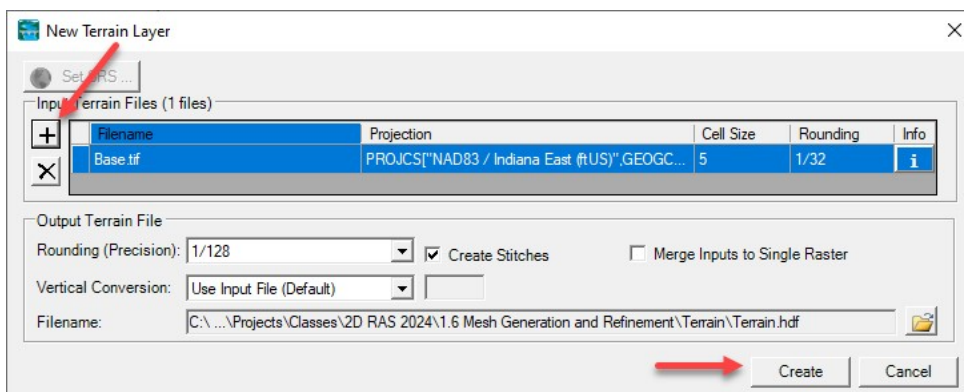 New Terrain Layer
Set SRS ...
Input Terrain Files (1 files)
Filename Projection Cell Size Rounding Info
Base.tif PROJCS["NAD83 / Indiana East (ftUS)",GEOGC... 5 1/32 i
Output Terrain File
Rounding (Precision): 1/128 Create Stitches Merge Inputs to Single Raster
Vertical Conversion: Use Input File (Default)
Filename: C:\ ...\Projects\Classes\2D RAS 2024\1.6 Mesh Generation and Refinement\Terrain\Terrain.hdf
Create Cancel